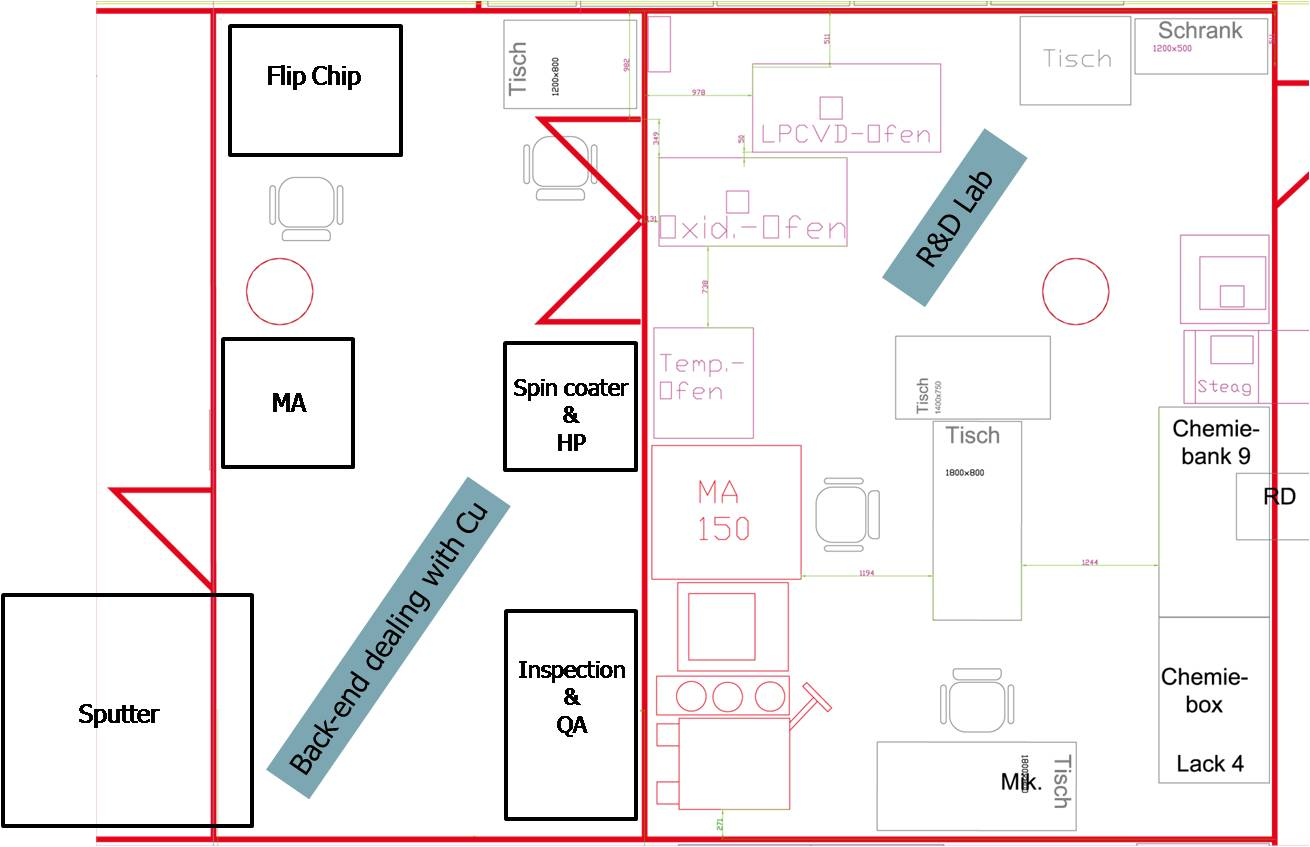 Flip Chip
Tisch
1200x800
982
MA
Spin coater
&
HP
Back-end dealing with Cu
Sputter
Inspection
&
QA
511
978
LPCVD-Ofen
50
349
131
Oxid.-Ofen
738
Temp.-
Ofen
MA
150
1194
271
R&D Lab
Tisch
Schrank
1200x500
Tisch
1400x750
Tisch
1800x800
1244
Steag
Chemie-
bank 9
RD
Chemie-
box
Lack 4
Mik.
Tisch